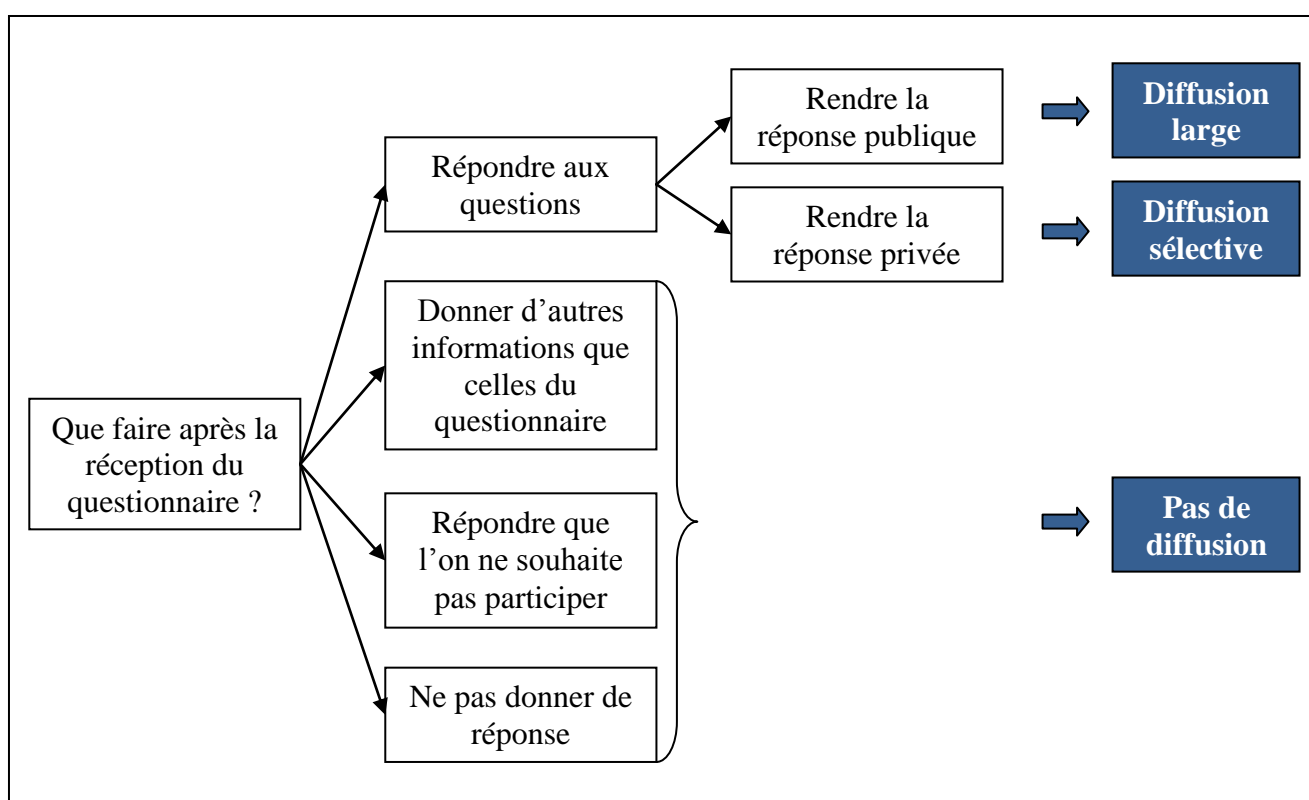 Que faire après la
réception du
questionnaire ?
Répondre aux
questions
Rendre la
réponse publique
Diffusion
large
Rendre la
réponse privée
Diffusion
sélective
Donner d’autres
informations que
celles du
questionnaire
Répondre que
l’on ne souhaite
pas participer
Ne pas donner de
réponse
Pas de
diffusion